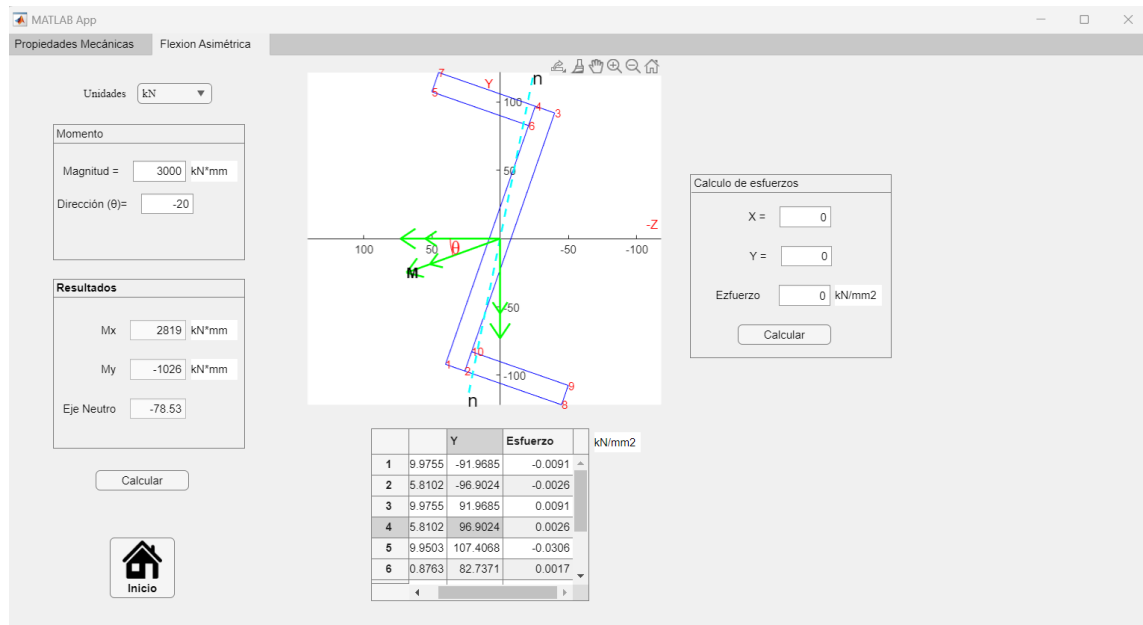 MATLAB App
Propiedades Mecánicas Flexion Asimétrica
Unidades kN
Momento
Magnitud = 3000 kN*mm
Dirección (θ)= -20
Resultados
Mx 2819 kN*mm
My -1026 kN*mm
Eje Neutro -78.53
Calcular
Inicio
7 Y n
5 100 4 3
6
50
-Z
100 50 θ -50 -100
M
-50
10
1 2 -100 9
n 8
Y Esfuerzo kN/mm2
1 9.9755 -91.9685 -0.0091
2 5.8102 -96.9024 -0.0026
3 9.9755 91.9685 0.0091
4 5.8102 96.9024 0.0026
5 9.9503 107.4068 -0.0306
6 0.8763 82.7371 0.0017
Calculo de esfuerzos
X = 0
Y = 0
Ezfuerzo 0 kN/mm2
Calcular